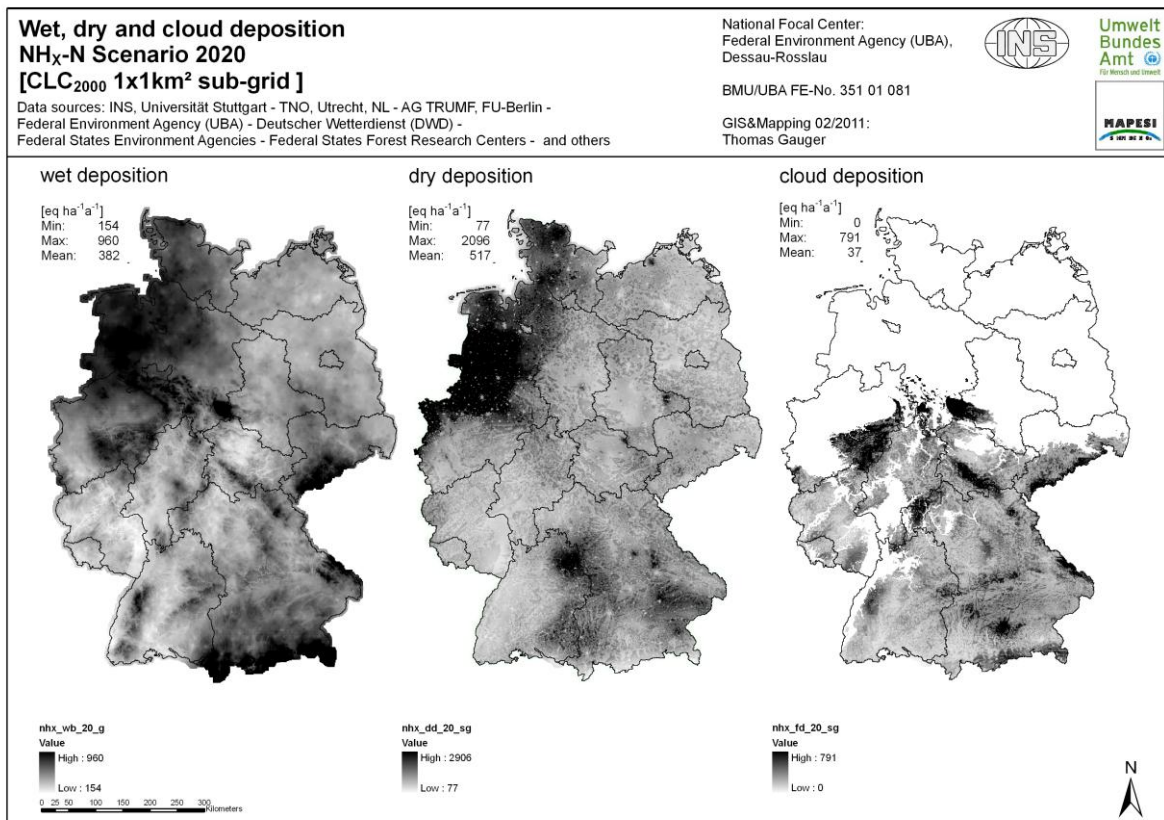 Wet, dry and cloud deposition
NHX-N Scenario 2020
[CLC2000 1x1km² sub-grid ]
Data sources: INS, Universität Stuttgart - TNO, Utrecht, NL - AG TRUMF, FU-Berlin -
Federal Environment Agency (UBA) - Deutscher Wetterdienst (DWD) -
Federal States Environment Agencies - Federal States Forest Research Centers - and others
National Focal Center:
Federal Environment Agency (UBA),
Dessau-Rosslau
BMU/UBA FE-No. 351 01 081
GIS&Mapping 02/2011:
Thomas Gauger
INS
Umwelt
Bundes
Amt
Für Mensch und Umwelt
MAPESI
wet deposition
[eq ha-1a-1]
Min: 154
Max: 960
Mean: 382
dry deposition
[eq ha-1a-1]
Min: 77
Max: 2096
Mean: 517
cloud deposition
[eq ha-1a-1]
Min: 0
Max: 791
Mean: 37
nhx_wb_20_g
Value
High : 960
Low : 154
0 25 50 100 150 200 250 300
Kilometers
nhx_dd_20_sg
Value
High : 2906
Low : 77
nhx_fd_20_sg
Value
High : 791
Low : 0
N